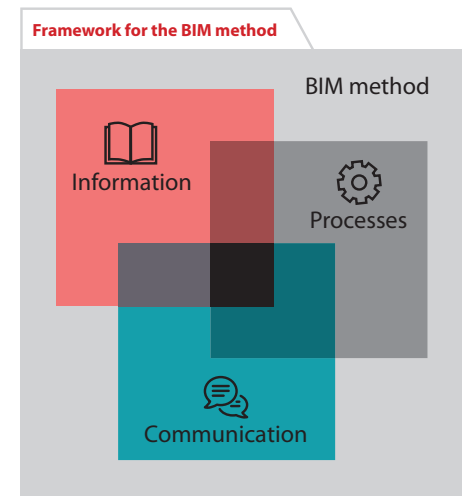 Framework for the BIM method
BIM method
Information
Processes
Communication